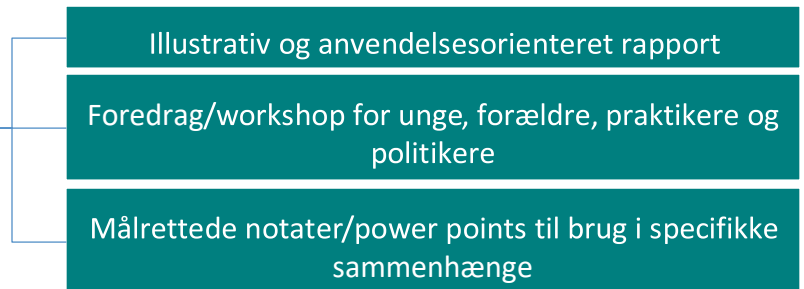 Illustrativ og anvendelsesorienteret rapport
Foredrag/workshop for unge, forældre, praktikere og
politikere
Målrettede notater/power points til brug i specifikke
sammenhænge